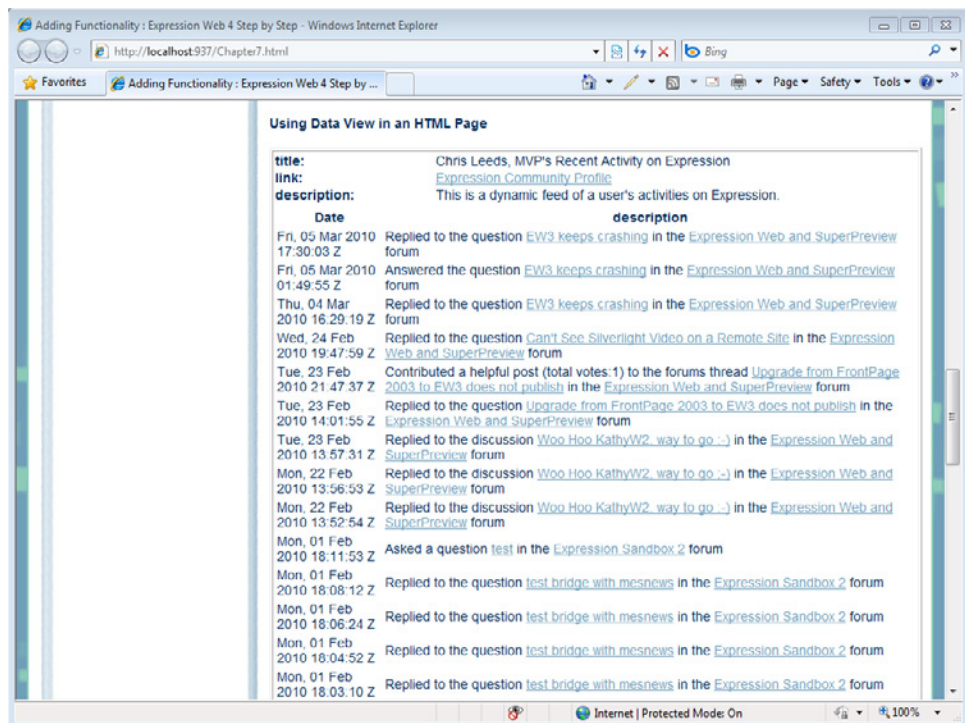 Adding Functionality : Expression Web 4 Step by Step - Windows Internet Explorer
http://localhost:937/Chapter7.html
Bing
Favorites
Adding Functionality : Expression Web 4 Step by ...
Page
Safety
Tools
Using Data View in an HTML Page
title: Chris Leeds, MVP's Recent Activity on Expression
link: Expression Community Profile
description: This is a dynamic feed of a user's activities on Expression.
Date description
Fri, 05 Mar 2010 Replied to the question EW3 keeps crashing in the Expression Web and SuperPreview
17:30:03 Z forum
Fri, 05 Mar 2010 Answered the question EW3 keeps crashing in the Expression Web and SuperPreview
01:49:55 Z forum
Thu, 04 Mar Replied to the question EW3 keeps crashing in the Expression Web and SuperPreview
2010 16:29:19 Z forum
Wed, 24 Feb Replied to the question Can't See Silverlight Video on a Remote Site in the Expression
2010 19:47:59 Z Web and SuperPreview forum
Tue, 23 Feb Contributed a helpful post (total votes:1) to the forums thread Upgrade from FrontPage
2010 21:47:37 Z 2003 to EW3 does not publish in the Expression Web and SuperPreview forum
Tue, 23 Feb Replied to the question Upgrade from FrontPage 2003 to EW3 does not publish in the
2010 14:01:55 Z Expression Web and SuperPreview forum
Tue, 23 Feb Replied to the discussion Woo Hoo KathyW2, way to go :-) in the Expression Web and
2010 13:57:31 Z SuperPreview forum
Mon, 22 Feb Replied to the discussion Woo Hoo KathyW2, way to go :-) in the Expression Web and
2010 13:56:53 Z SuperPreview forum
Mon, 22 Feb Replied to the discussion Woo Hoo KathyW2, way to go :-) in the Expression Web and
2010 13:52:54 Z SuperPreview forum
Mon, 01 Feb
2010 18:11:53 Z Asked a question test in the Expression Sandbox 2 forum
Mon, 01 Feb
2010 18:08:12 Z Replied to the question test bridge with mesnews in the Expression Sandbox 2 forum
Mon, 01 Feb
2010 18:06:24 Z Replied to the question test bridge with mesnews in the Expression Sandbox 2 forum
Mon, 01 Feb
2010 18:04:52 Z Replied to the question test bridge with mesnews in the Expression Sandbox 2 forum
Mon, 01 Feb
2010 18:03:10 Z Replied to the question test bridge with mesnews in the Expression Sandbox 2 forum
Internet | Protected Mode: On
100%